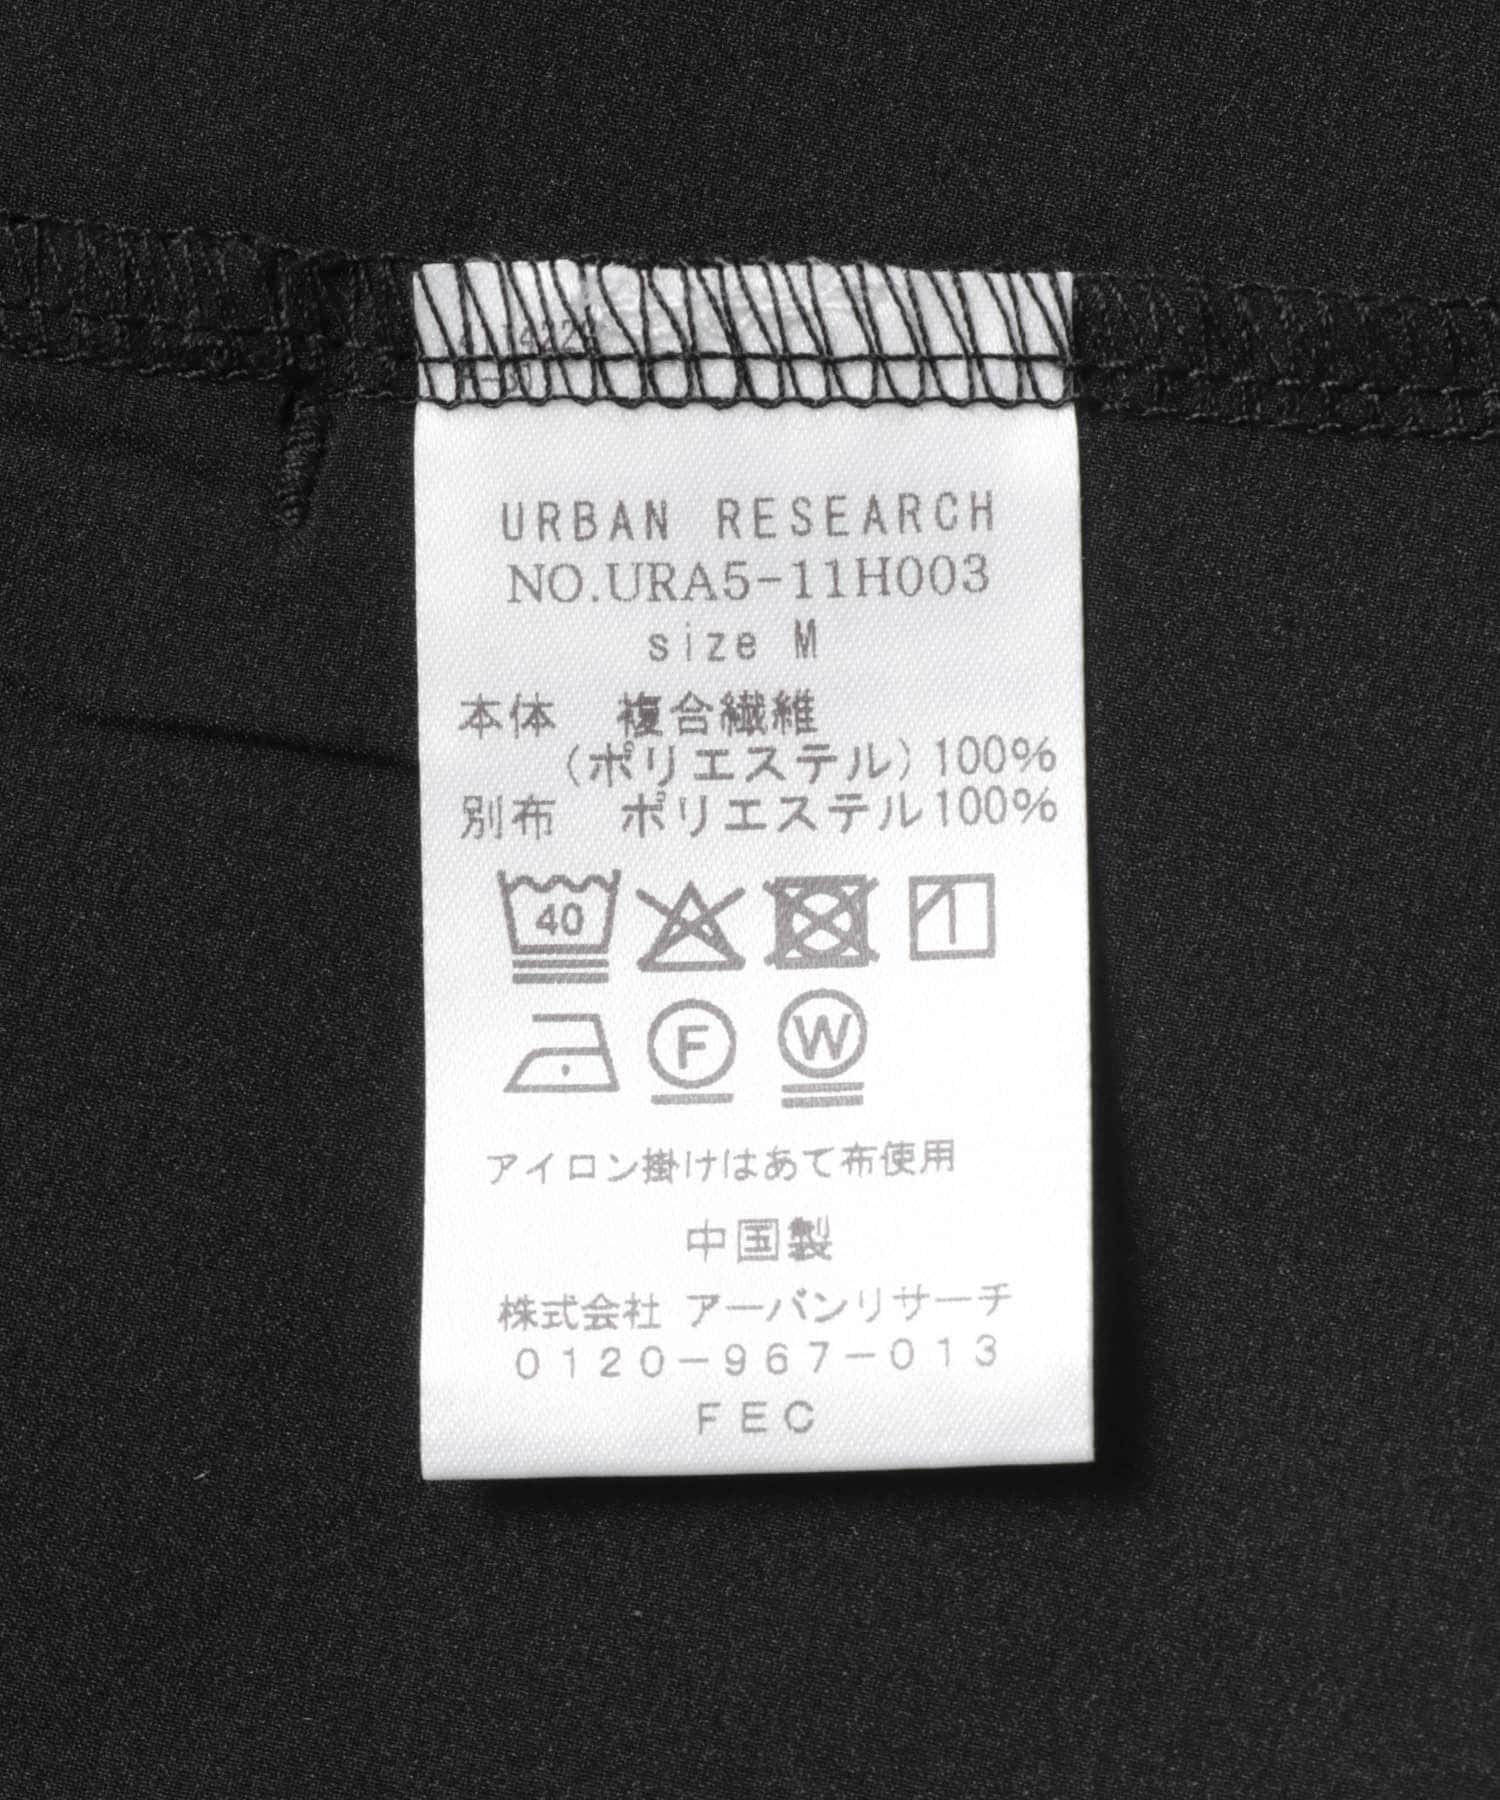 URBAN RESEARCH
NO.URA5-11H003
size M
本体 複合繊維
(ポリエステル)100%
別布 ポリエステル100%
40
F
W
アイロン掛けはあて布使用
中国製
株式会社 アーバンリサーチ
0120-967-013
FEC